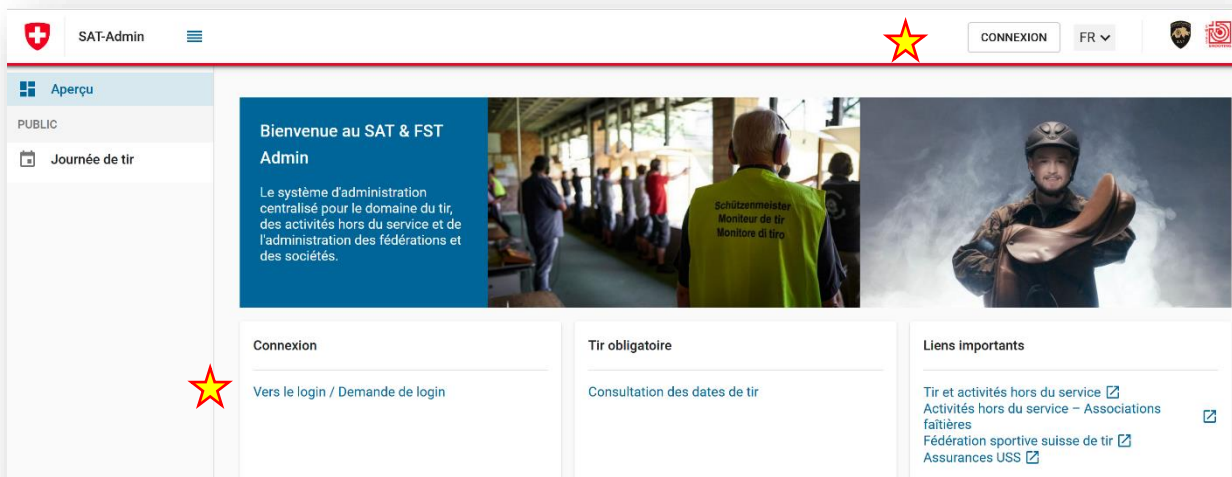 SAT-Admin
CONNEXION
FR
Aperçu
PUBLIC
Journée de tir
Bienvenue au SAT & FST
Admin
Le système d'administration
centralisé pour le domaine du tir,
des activités hors du service et de
l'administration des fédérations et
des sociétés.
Schützenmeister
Moniteur de tir
Monitore di tiro
Connexion
Vers le login / Demande de login
Tir obligatoire
Consultation des dates de tir
Liens importants
Tir et activités hors du service
Activités hors du service – Associations
faîtières
Fédération sportive suisse de tir
Assurances USS